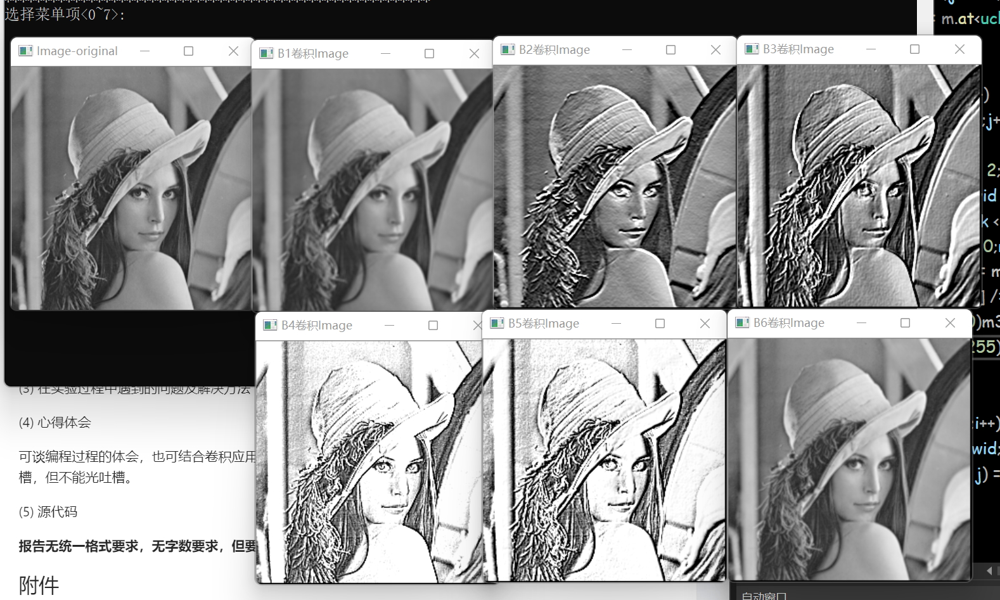 选择菜单项<0~7>:
m.at<ucl
Image-original
B1卷积Image
B2卷积Image
B3卷积Image
)
;j+
2;
id
k <
0;
= m
] /
)m3
255)
B4卷积Image
B5卷积Image
B6卷积Image
(3) 在实验过程中遇到的问题及解决方法
(4) 心得体会
;i++)
可谈编程过程的体会，也可结合卷积应用
wid;
槽，但不能光吐槽。
j) =
(5) 源代码
报告无统一格式要求，无字数要求，但要
附件
自动窗口